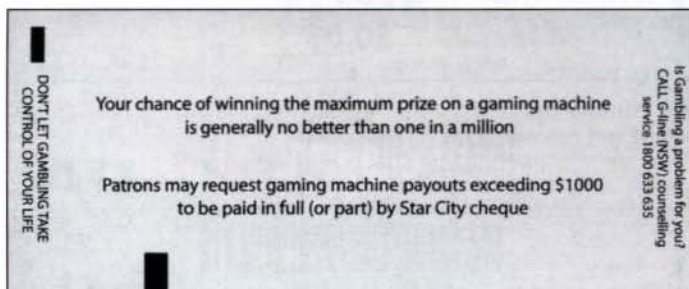 DON'T LET GAMBLING TAKE
CONTROL OF YOUR LIFE
Your chance of winning the maximum prize on a gaming machine
is generally no better than one in a million
Patrons may request gaming machine payouts exceeding $1000
to be paid in full (or part) by Star City cheque
Is Gambling a problem for you?
CALL G-line (NSW) counselling
service 1800 633 635